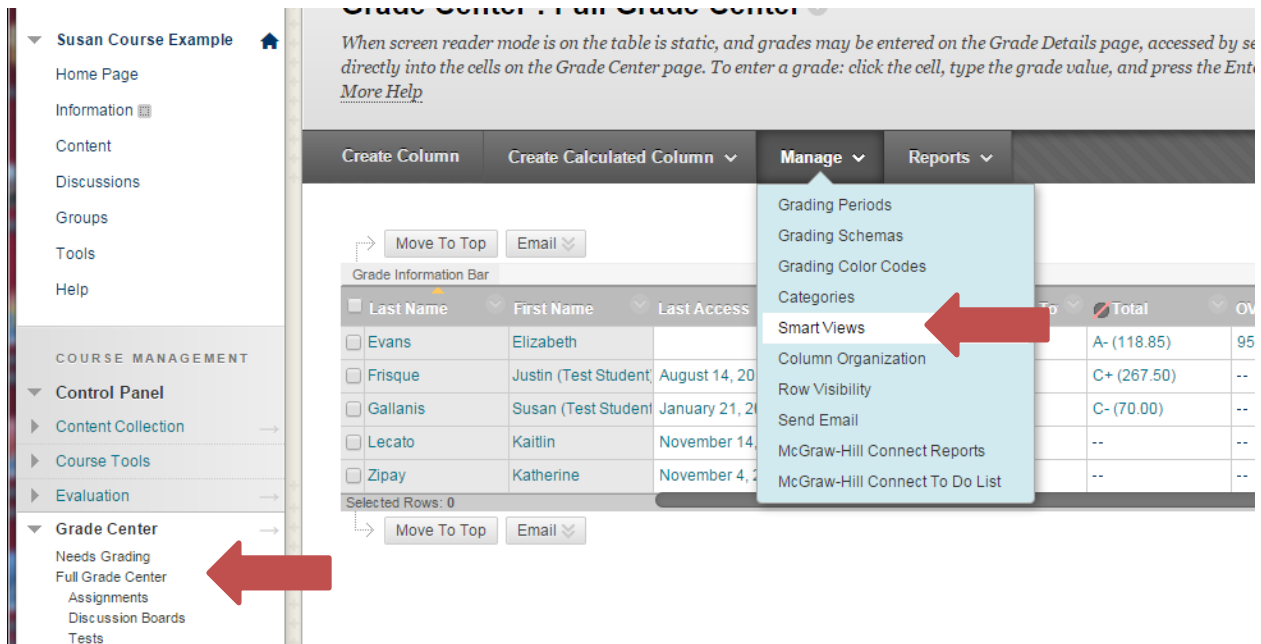 Grade Center : Full Grade Center
Susan Course Example
Home Page
Information
Content
Discussions
Groups
Tools
Help
COURSE MANAGEMENT
Control Panel
Content Collection
Course Tools
Evaluation
Grade Center
Needs Grading
Full Grade Center
Assignments
Discussion Boards
Tests
When screen reader mode is on the table is static, and grades may be entered on the Grade Details page, accessed by se
directly into the cells on the Grade Center page. To enter a grade: click the cell, type the grade value, and press the Ent
More Help
Create Column Create Calculated Column Manage Reports
Grading Periods
Grading Schemas
Grading Color Codes
Categories
Smart Views
Column Organization
Row Visibility
Send Email
McGraw-Hill Connect Reports
McGraw-Hill Connect To Do List
Move To Top Email
Grade Information Bar
Last Name First Name Last Access To Total OV
Evans Elizabeth A- (118.85) 95
Frisque Justin (Test Student) August 14, 20 C+ (267.50) --
Gallanis Susan (Test Student January 21, 20 C- (70.00) --
Lecato Kaitlin November 14, -- --
Zipay Katherine November 4, 2 -- --
Selected Rows: 0
Move To Top Email